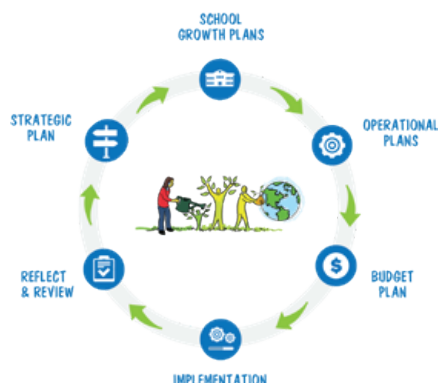 SCHOOL
GROWTH PLANS
OPERATIONAL
PLANS
BUDGET
PLAN
IMPLEMENTATION
REFLECT
& REVIEW
STRATEGIC
PLAN
$